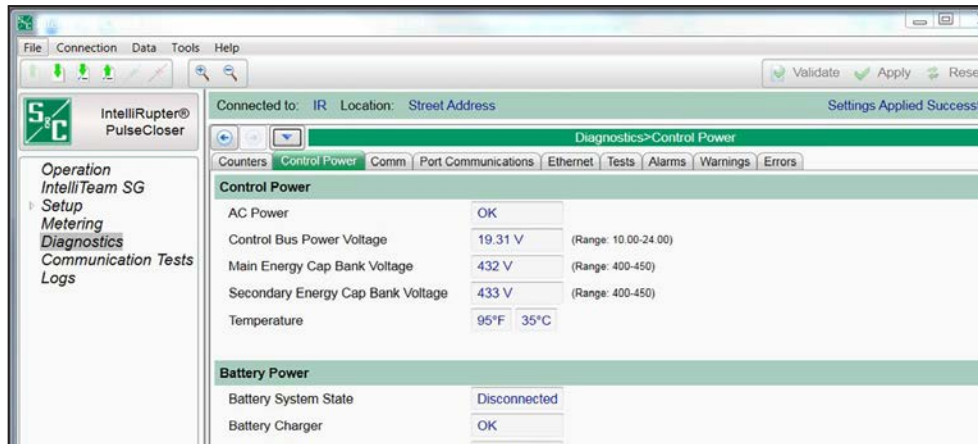 File Connection Data Tools Help
Validate Apply Rese
S&C IntelliRupter®
PulseCloser
Connected to: IR Location: Street Address Settings Applied Success
Diagnostics>Control Power
Counters Control Power Comm Port Communications Ethernet Tests Alarms Warnings Errors
Operation
IntelliTeam SG
Setup
Metering
Diagnostics
Communication Tests
Logs
Control Power
AC Power OK
Control Bus Power Voltage 19.31 V (Range: 10.00-24.00)
Main Energy Cap Bank Voltage 432 V (Range: 400-450)
Secondary Energy Cap Bank Voltage 433 V (Range: 400-450)
Temperature 95°F 35°C
Battery Power
Battery System State Disconnected
Battery Charger OK